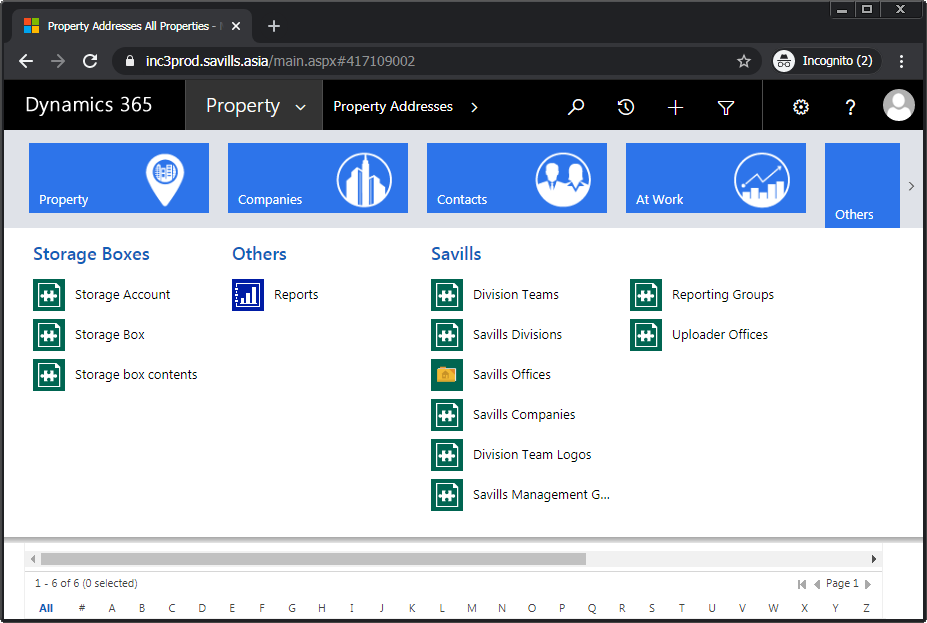 Property Addresses All Properties -
inc3prod.savills.asia/main.aspx#417109002
Incognito (2)
Dynamics 365
Property
Property Addresses
?
Property
Companies
Contacts
At Work
Others
Storage Boxes
Others
Savills
Storage Account
Reports
Division Teams
Reporting Groups
Storage Box
Savills Divisions
Uploader Offices
Storage box contents
Savills Offices
Savills Companies
Division Team Logos
Savills Management G...
1 - 6 of 6 (0 selected)
Page 1
All # A B C D E F G H I J K L M N O P Q R S T U V W X Y Z